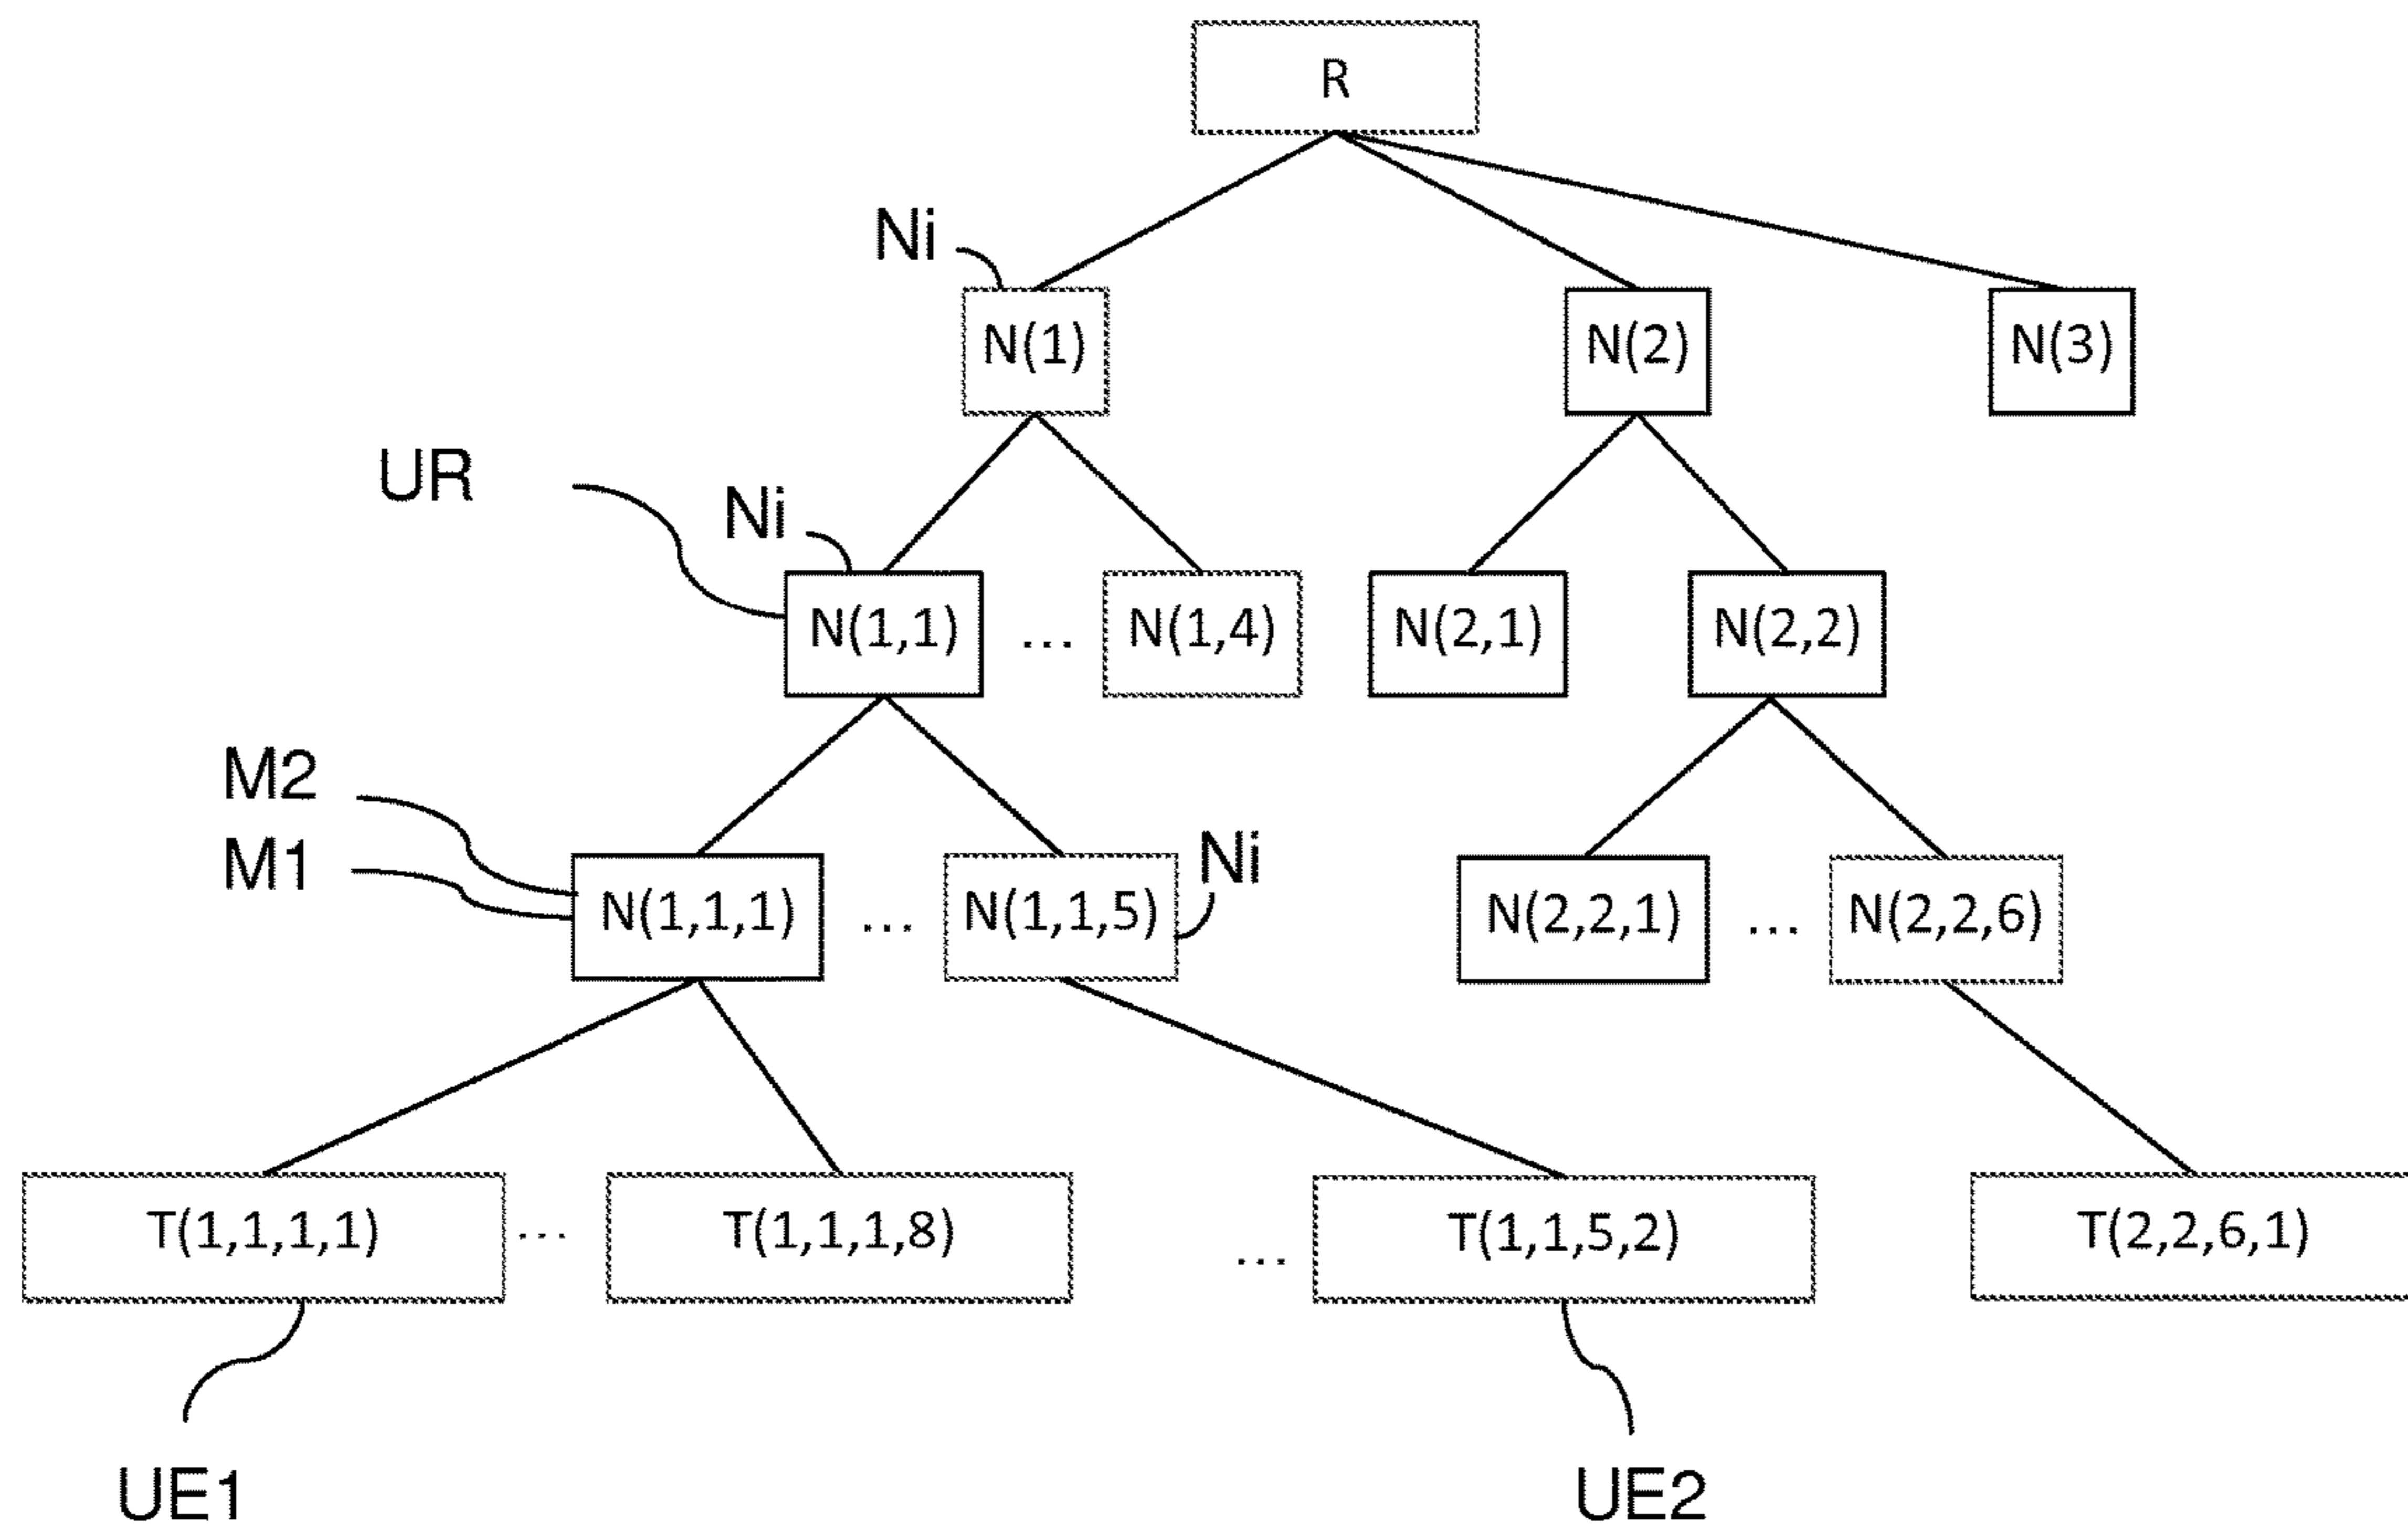 R
Ni
N(1)
N(2)
N(3)
UR
Ni
N(1,1)
...
N(1,4)
N(2,1)
N(2,2)
M2
M1
N(1,1,1)
...
N(1,1,5)
Ni
N(2,2,1)
...
N(2,2,6)
T(1,1,1,1)
...
T(1,1,1,8)
...
T(1,1,5,2)
T(2,2,6,1)
UE1
UE2